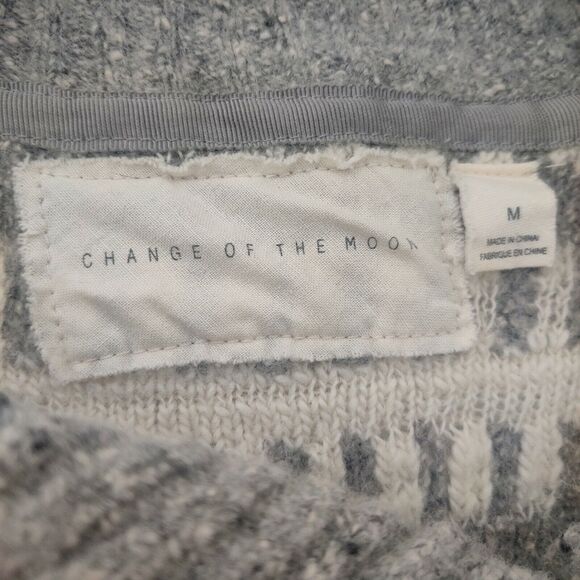 CHANGE OF THE MOON
M
MADE IN CHINA/
FABRIQUE EN CHINE